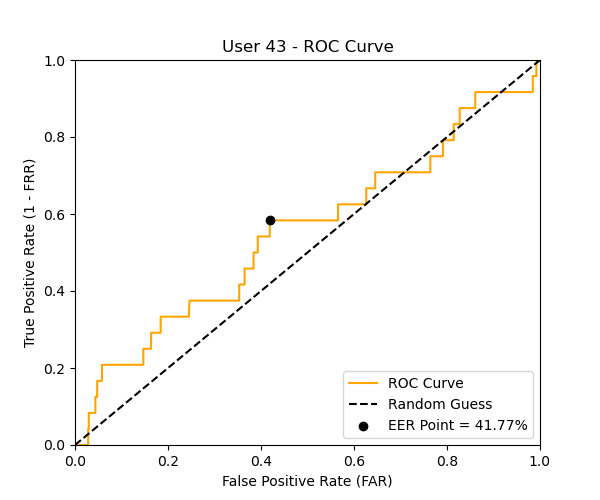 User 43 - ROC Curve
True Positive Rate (1 - FRR)
1.0
0.8
0.6
0.4
0.2
0.0
ROC Curve
Random Guess
EER Point = 41.77%
0.0 0.2 0.4 0.6 0.8 1.0
False Positive Rate (FAR)